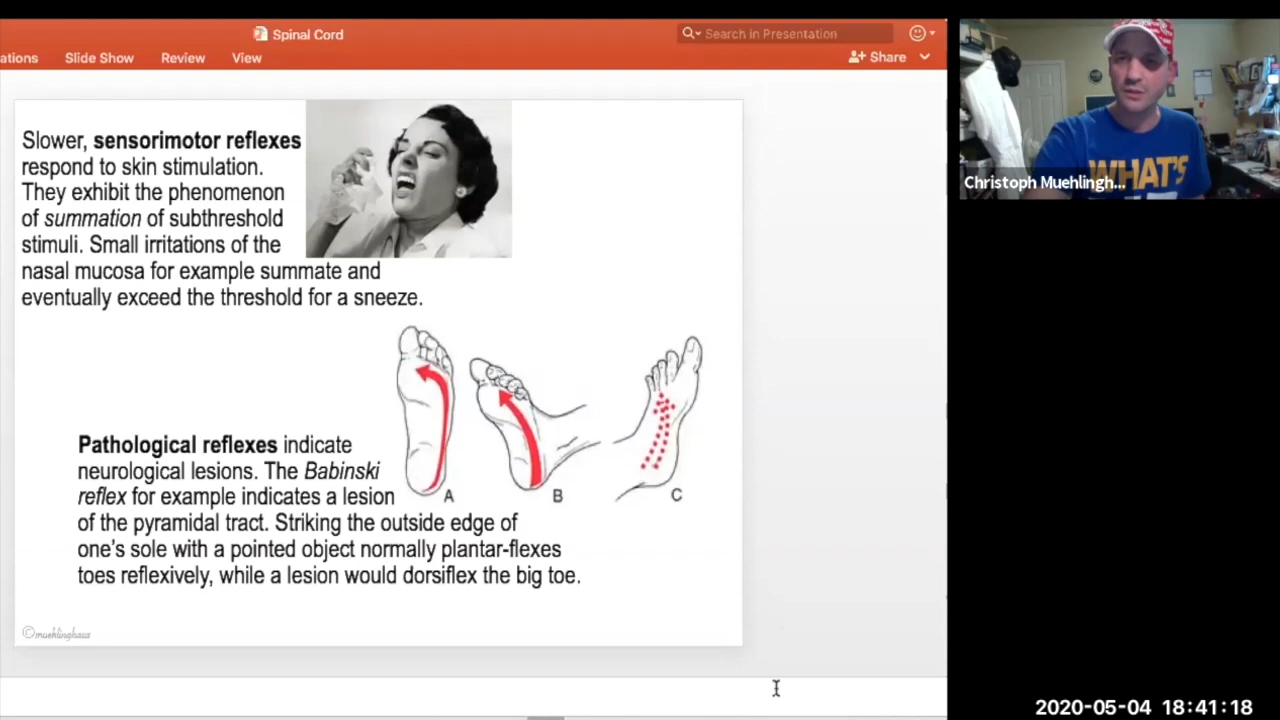 Spinal Cord
Search in Presentation
ations
Slide Show
Review
View
Share
Slower, sensorimotor reflexes
respond to skin stimulation.
They exhibit the phenomenon
of summation of subthreshold
stimuli. Small irritations of the
nasal mucosa for example summate and
eventually exceed the threshold for a sneeze.
Pathological reflexes indicate
neurological lesions. The Babinski
reflex for example indicates a lesion
of the pyramidal tract. Striking the outside edge of
one's sole with a pointed object normally plantar-flexes
toes reflexively, while a lesion would dorsiflex the big toe.
A
B
C
©muehlinghaus
WHAT'S
Christoph Muehlingh...
2020-05-04 18:41:18